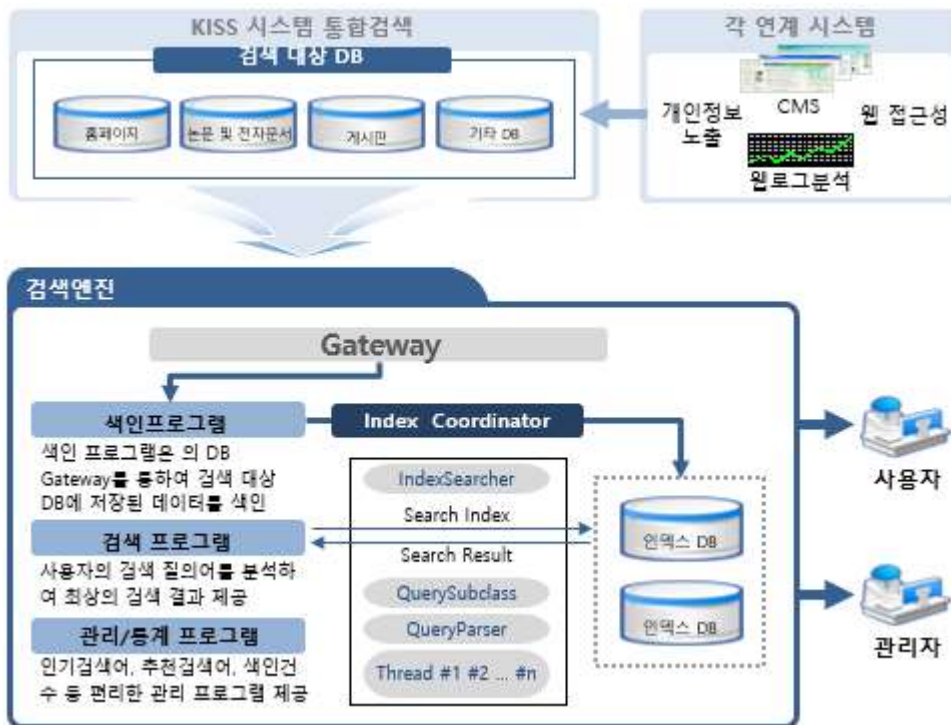 KISS 시스템 통합검색
검색 대상 DB
홈페이지
논문 및 전자문서
게시판
기타 DB
각 연계 시스템
개인정보
노출
CMS
웹 접근성
웹로그분석
검색엔진
Gateway
색인프로그램
색인 프로그램은 의 DB
Gateway를 통하여 검색 대상
DB에 저장된 데이터를 색인
검색 프로그램
사용자의 검색 질의어를 분석하
여 최상의 검색 결과 제공
관리/통계 프로그램
인기검색어, 추천검색어, 색인건
수 등 편리한 관리 프로그램 제공
Index Coordinator
IndexSearcher
Search Index
Search Result
QuerySubclass
QueryParser
Thread #1 #2 ... #n
인덱스 DB
인덱스 DB
사용자
관리자